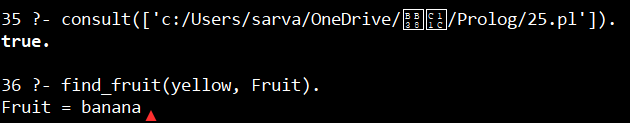 35 ?- consult(['c:/Users/sarva/OneDrive//Prolog/25.pl']).
true.
36 ?- find_fruit(yellow, Fruit).
Fruit = banana